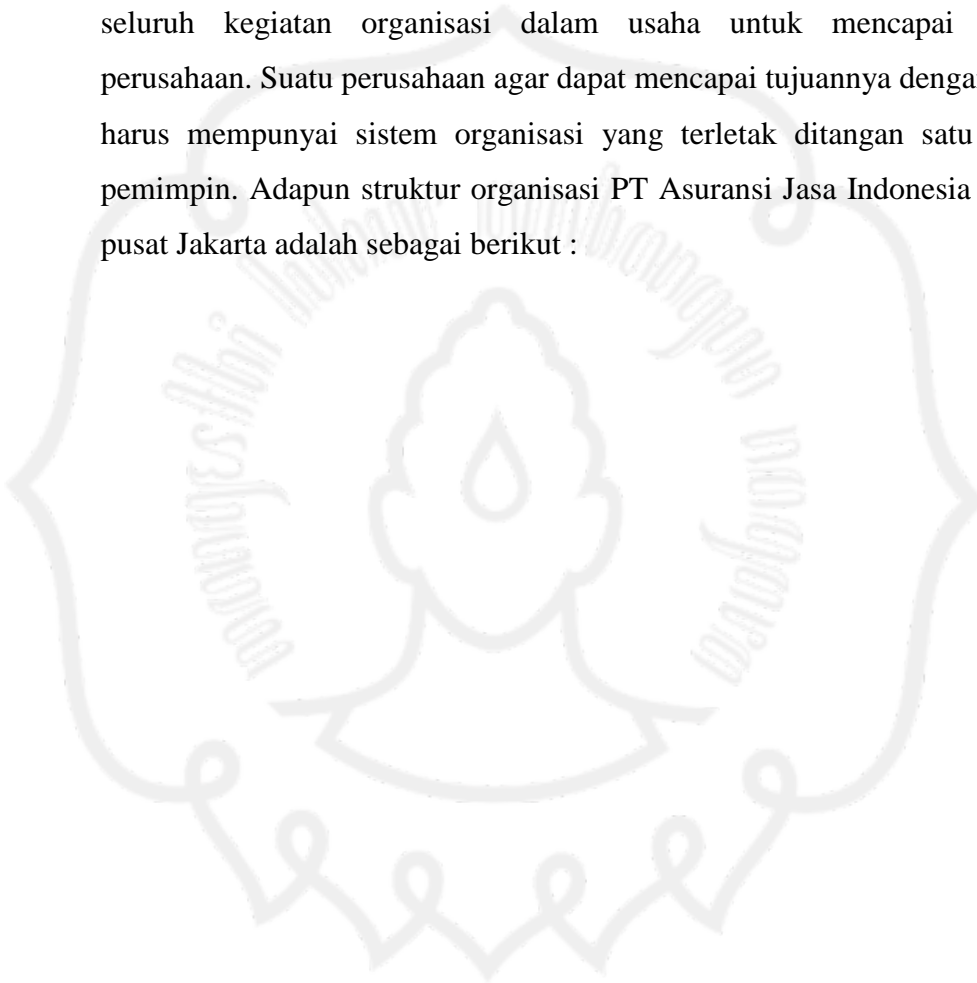 seluruh kegiatan organisasi dalam usaha untuk mencapai
perusahaan. Suatu perusahaan agar dapat mencapai tujuannya denga
harus mempunyai sistem organisasi yang terletak ditangan satu
pemimpin. Adapun struktur organisasi PT Asuransi Jasa Indonesia
pusat Jakarta adalah sebagai berikut :